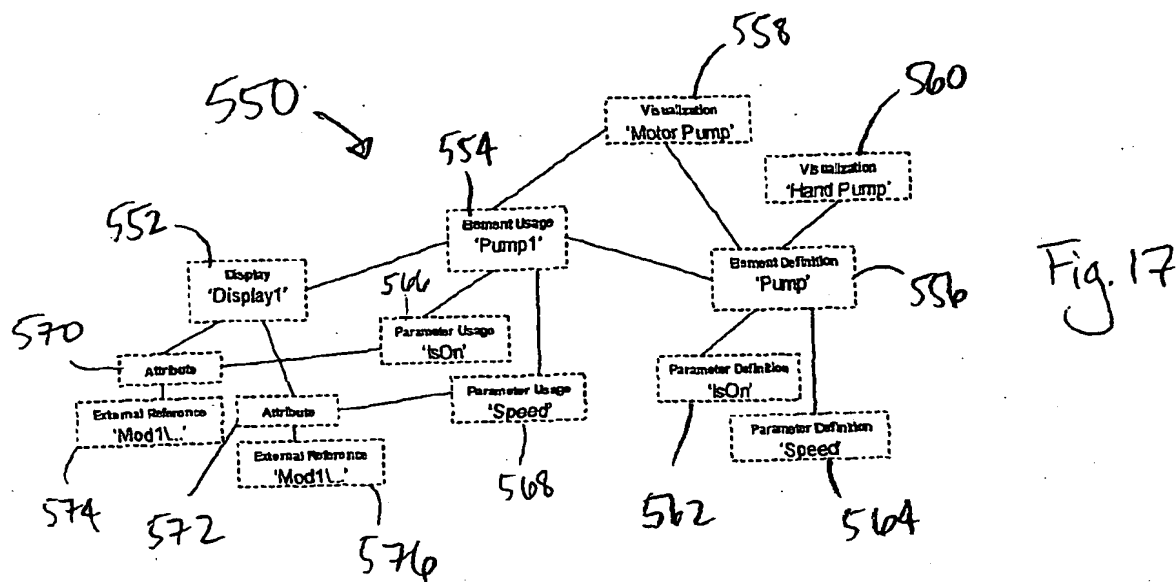 558
550
560
Visualization
'Motor Pump'
554
Visualization
'Hand Pump'
552
Element Usage
'Pump1'
Display
'Display1'
566
Element Definition
'Pump'
556
Fig. 17
570
Parameter Usage
'IsOn'
Attribute
Parameter Definition
'IsOn'
External Reference
'Mod1\..'
Attribute
Parameter Usage
'Speed'
Parameter Definition
'Speed'
External Reference
'Mod1\..'
574
572
576
568
562
564